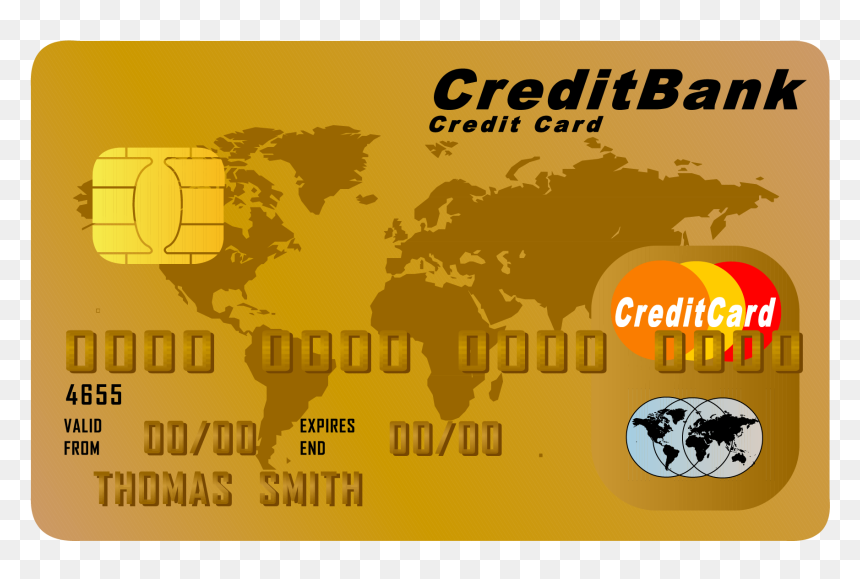 CreditBank
Credit Card
CreditCard
0000 0000 0000 0000
4655
VALID FROM 00/00 EXPIRES END 00/00
THOMAS SMITH